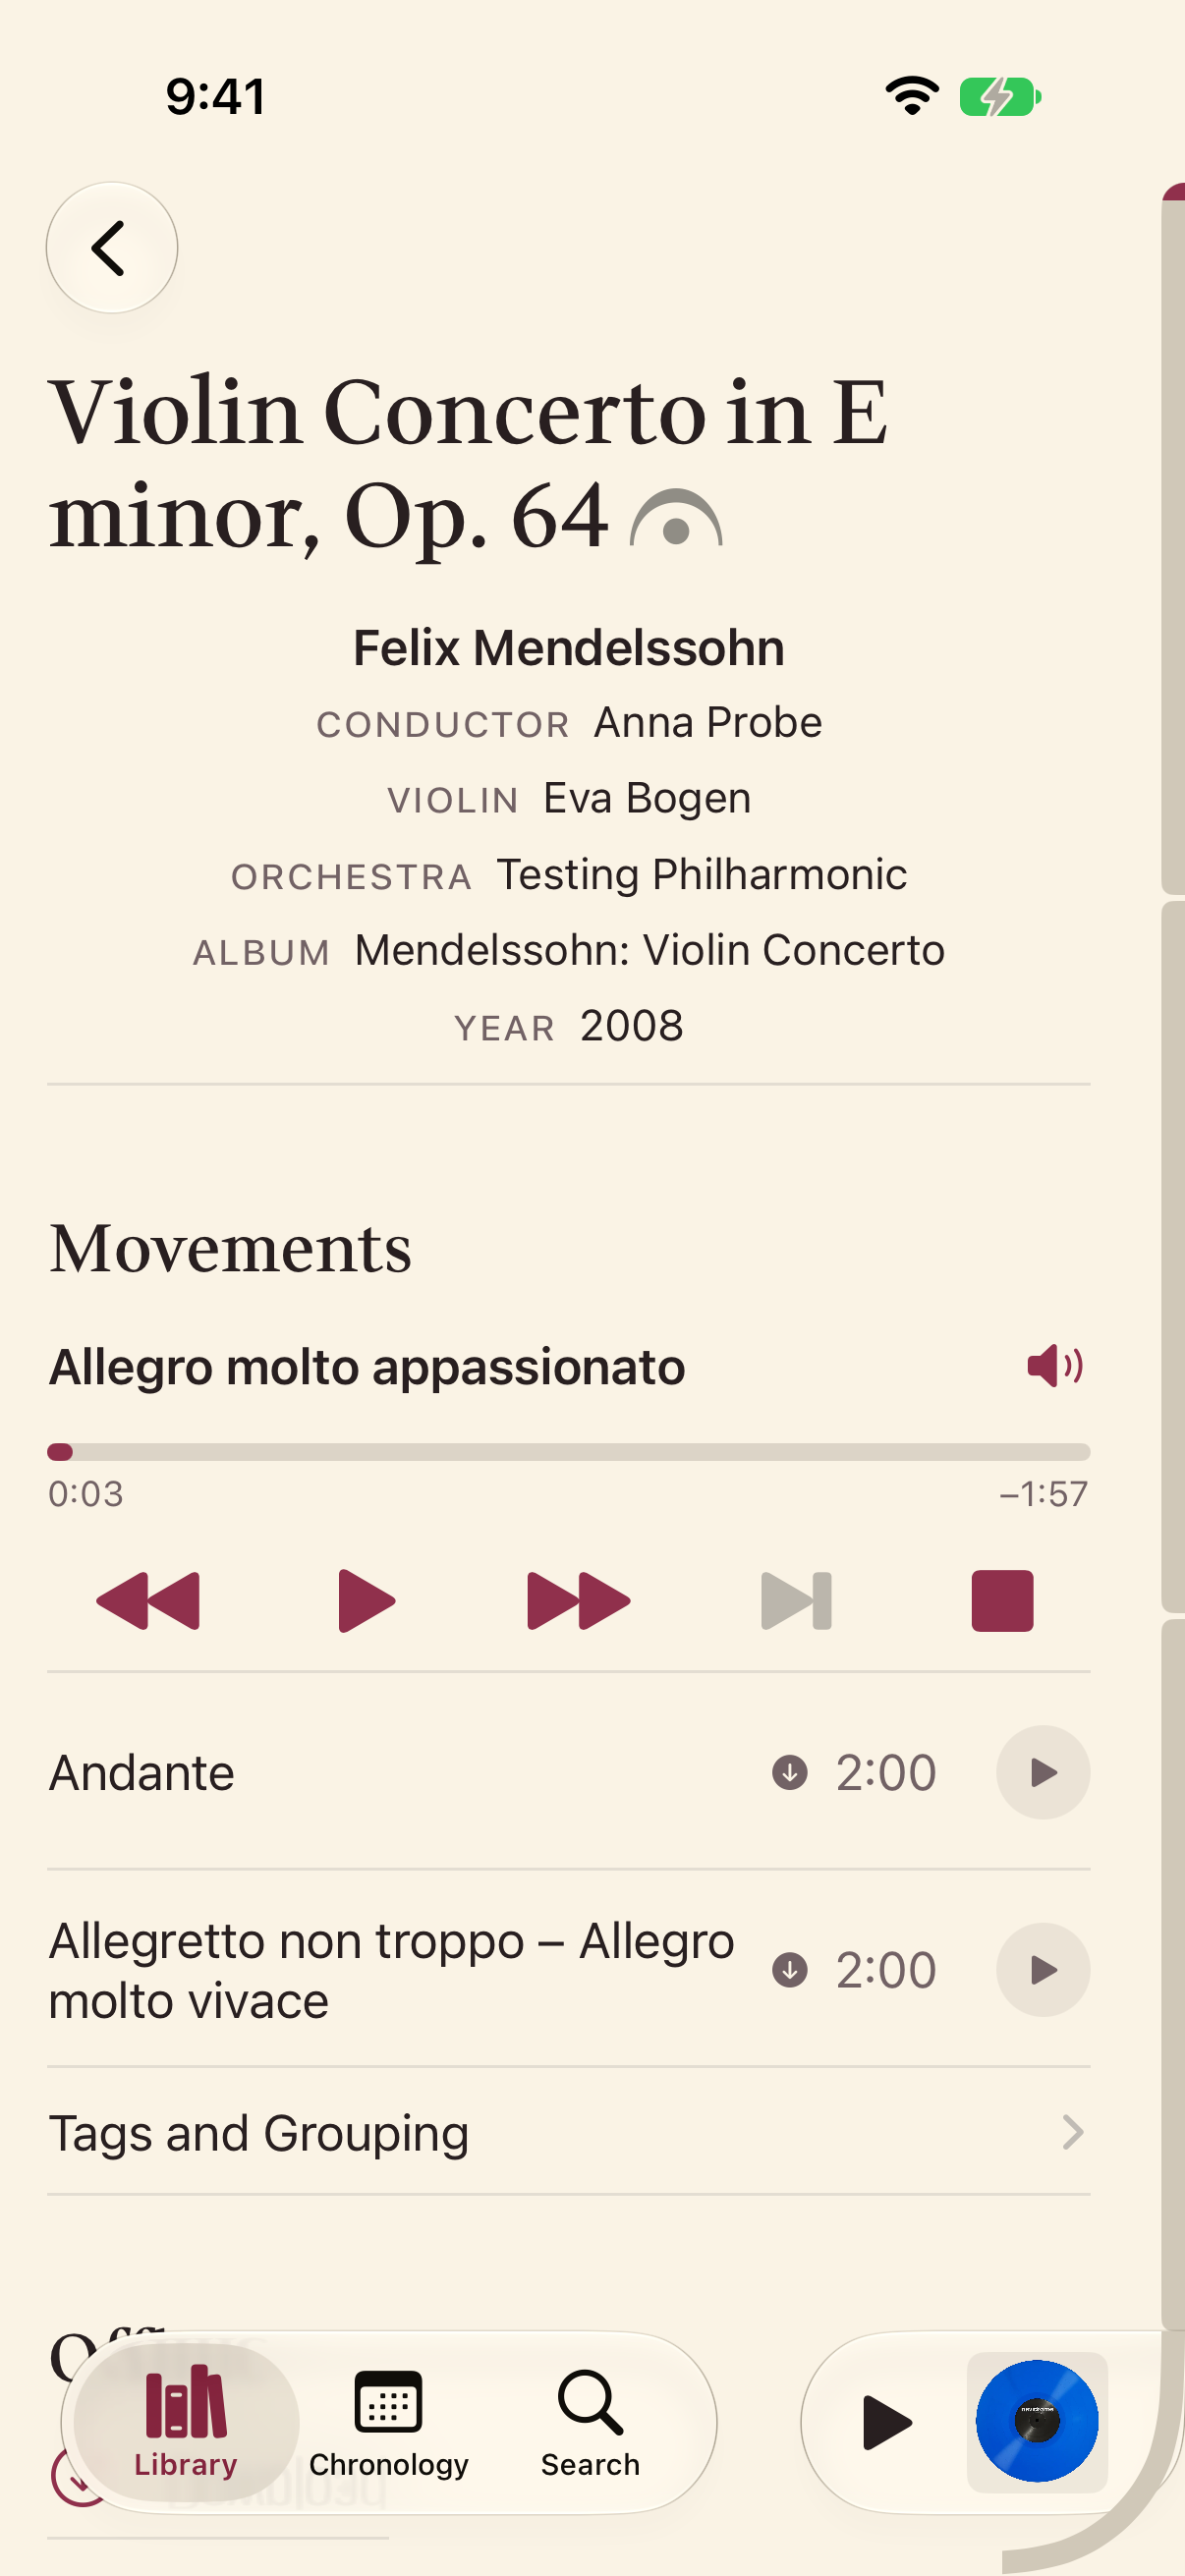 9:41
Violin Concerto in E
minor, Op. 64
Felix Mendelssohn
CONDUCTOR Anna Probe
VIOLIN Eva Bogen
ORCHESTRA Testing Philharmonic
ALBUM Mendelssohn: Violin Concerto
YEAR 2008
Movements
Allegro molto appassionato
0:03 –1:57
Andante 2:00
Allegretto non troppo – Allegro
molto vivace 2:00
Tags and Grouping
Library Chronology Search